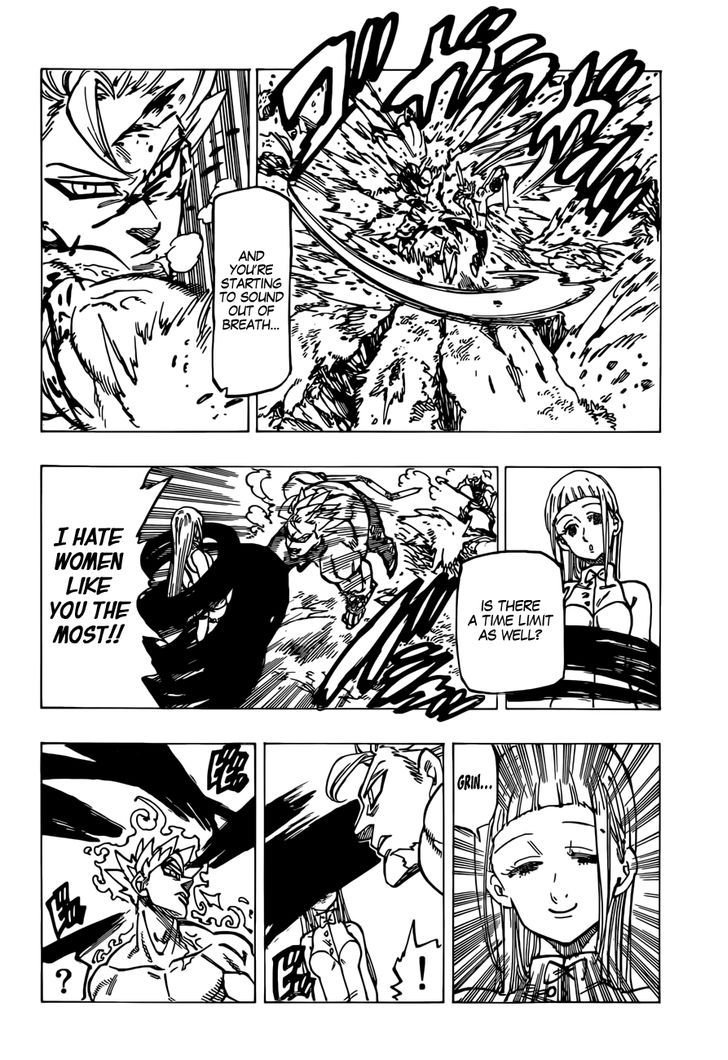 AND
YOU'RE
STARTING
TO SOUND
OUT OF
BREATH...
IS THERE
A TIME LIMIT
AS WELL?
I HATE
WOMEN
LIKE
YOU THE
MOST!!
GRIN...
!
?